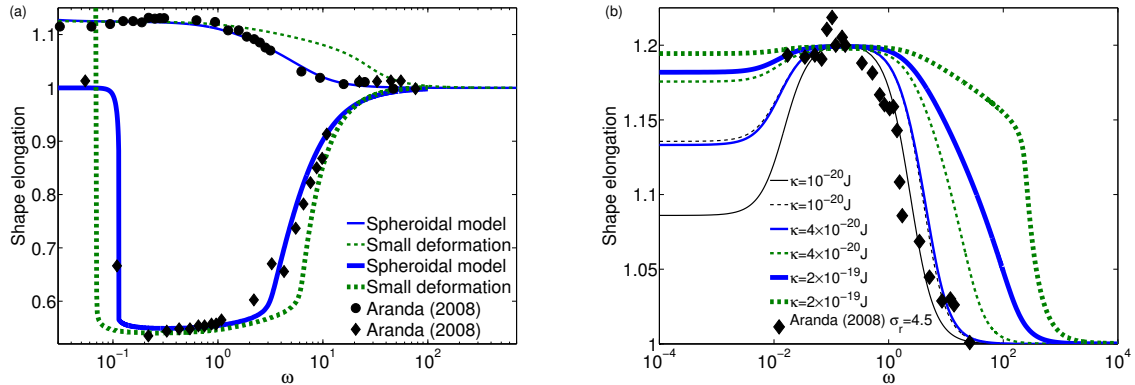 (a)
1.1
1
0.9
0.8
0.7
0.6
Shape elongation
Spheroidal model
Small deformation
Spheroidal model
Small deformation
Aranda (2008)
Aranda (2008)
10⁻¹ 10⁰ 10¹ 10²
ω
(b)
1.2
1.15
1.1
1.05
1
Shape elongation
κ=10⁻²⁰J
κ=10⁻²⁰J
κ=4×10⁻²⁰J
κ=4×10⁻²⁰J
κ=2×10⁻¹⁹J
κ=2×10⁻¹⁹J
Aranda (2008) σᵣ=4.5
10⁻⁴ 10⁻² 10⁰ 10² 10⁴
ω